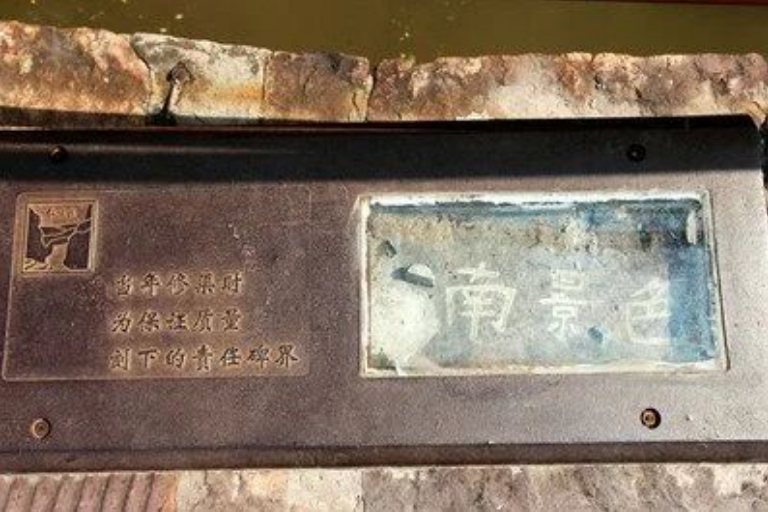 当年修渠时
为保证质量
刻下的责任碑界
南景色